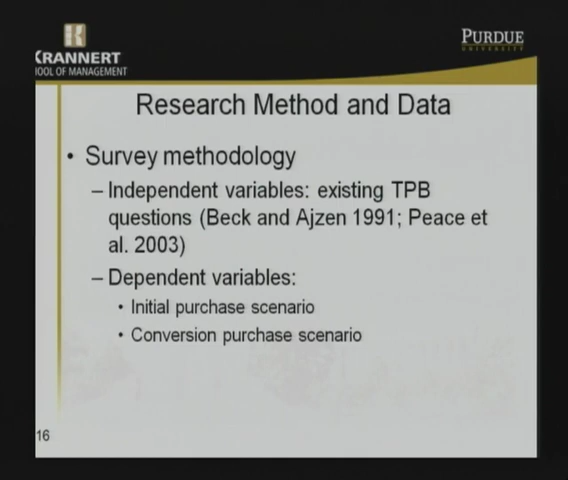 KRANNERT
OOL OF MANAGEMENT
PURDUE
UNIVERSITY
Research Method and Data
• Survey methodology
– Independent variables: existing TPB
questions (Beck and Ajzen 1991; Peace et
al. 2003)
– Dependent variables:
• Initial purchase scenario
• Conversion purchase scenario
16